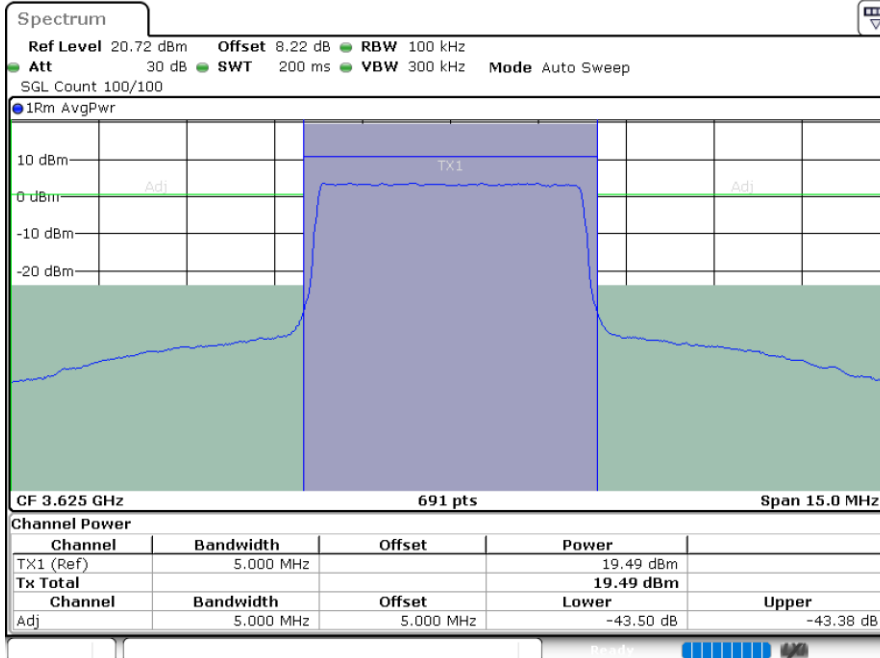 Spectrum
Ref Level 20.72 dBm Offset 8.22 dB RBW 100 kHz
Att 30 dB SWT 200 ms VBW 300 kHz Mode Auto Sweep
SGL Count 100/100
1Rm AvgPwr
10 dBm
TX1
Adj Adj
0 dBm
-10 dBm
-20 dBm
CF 3.625 GHz 691 pts Span 15.0 MHz
Channel Power
Channel Bandwidth Offset Power
TX1 (Ref) 5.000 MHz 19.49 dBm
Tx Total 19.49 dBm
Channel Bandwidth Offset Lower Upper
Adj 5.000 MHz 5.000 MHz -43.50 dB -43.38 dB
Ready